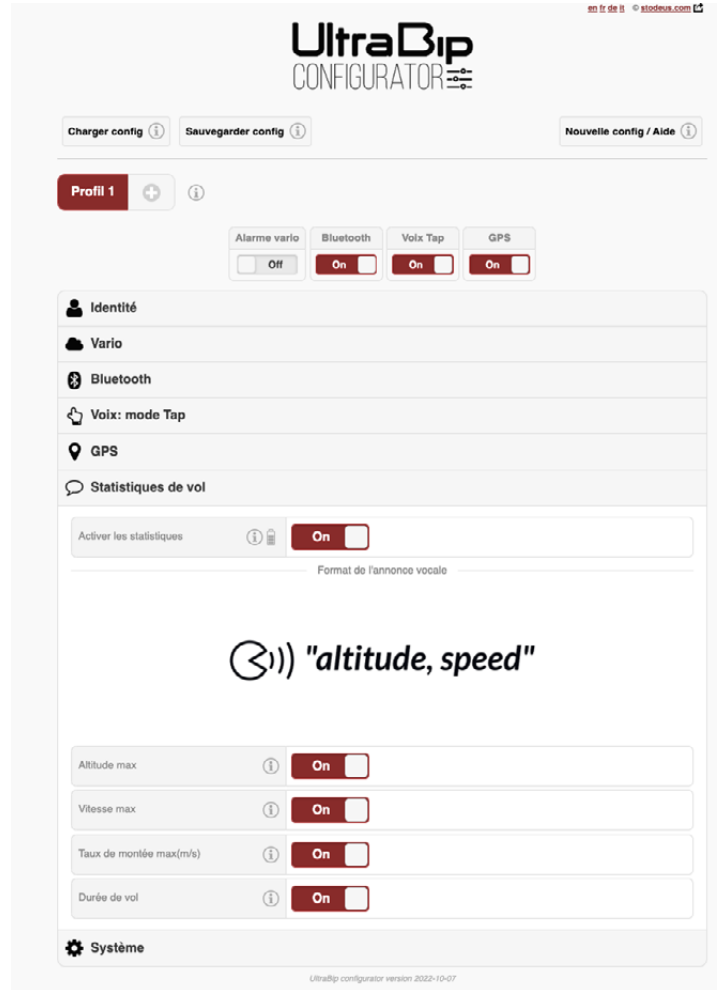 en fr de it © stodeus.com
UltraBip
CONFIGURATOR
Charger config
Sauvegarder config
Nouvelle config / Aide
Profil 1
Alarme vario
Bluetooth
Voix Tap
GPS
Off
On
On
On
Identité
Vario
Bluetooth
Voix: mode Tap
GPS
Statistiques de vol
Activer les statistiques
On
Format de l'annonce vocale
"altitude, speed"
Altitude max
On
Vitesse max
On
Taux de montée max(m/s)
On
Durée de vol
On
Système
UltraBip configurator version 2022-10-07